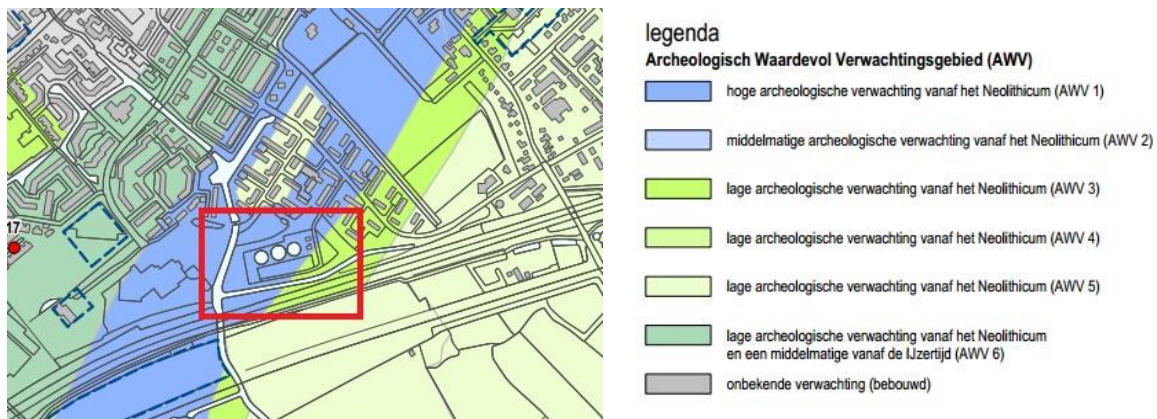 17
legenda
Archeologisch Waardevol Verwachtingsgebied (AWV)
hoge archeologische verwachting vanaf het Neolithicum (AWV 1)
middelmatige archeologische verwachting vanaf het Neolithicum (AWV 2)
lage archeologische verwachting vanaf het Neolithicum (AWV 3)
lage archeologische verwachting vanaf het Neolithicum (AWV 4)
lage archeologische verwachting vanaf het Neolithicum (AWV 5)
lage archeologische verwachting vanaf het Neolithicum
en een middelmatige vanaf de IJzertijd (AWV 6)
onbekende verwachting (bebouwd)